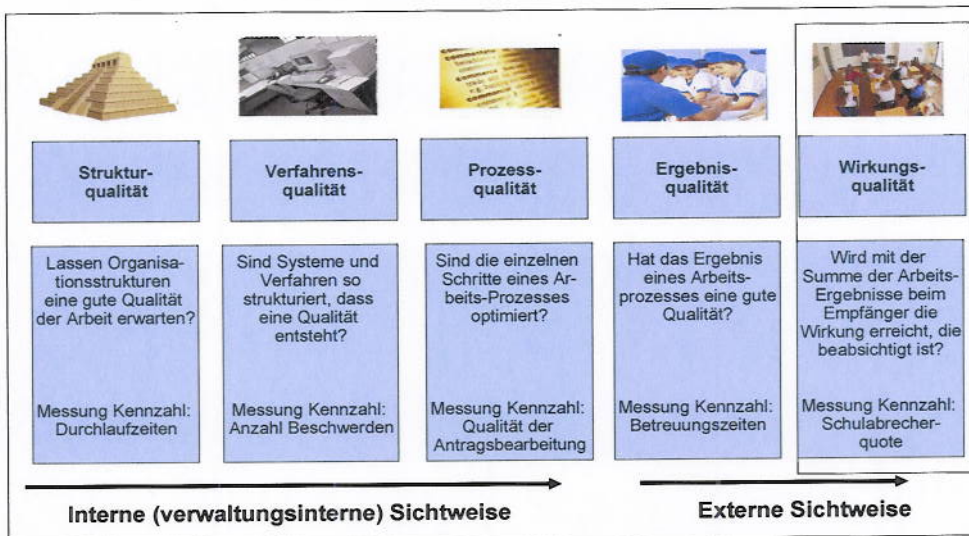 Struktur-
qualität
Verfahrens-
qualität
Prozess-
qualität
Ergebnis-
qualität
Wirkungs-
qualität
Lassen Organisa-
tionsstrukturen
eine gute Qualität
der Arbeit erwarten?
Messung Kennzahl:
Durchlaufzeiten
Sind Systeme und
Verfahren so
strukturiert, dass
eine Qualität
entsteht?
Messung Kennzahl:
Anzahl Beschwerden
Sind die einzelnen
Schritte eines Ar-
beits-Prozesses
optimiert?
Messung Kennzahl:
Qualität der
Antragsbearbeitung
Hat das Ergebnis
eines Arbeits-
prozesses eine gute
Qualität?
Messung Kennzahl:
Betreuungszeiten
Wird mit der
Summe der Arbeits-
Ergebnisse beim
Empfänger die
Wirkung erreicht, die
beabsichtigt ist?
Messung Kennzahl:
Schulabrecher-
quote
Interne (verwaltungsinterne) Sichtweise
Externe Sichtweise